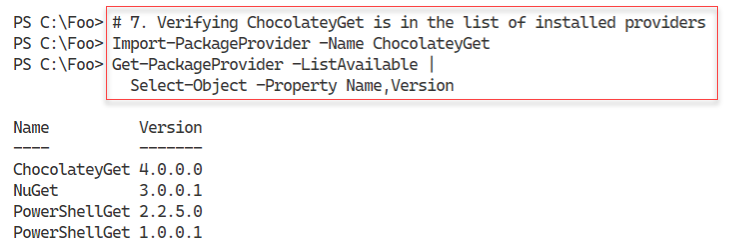 PS C:\Foo> # 7. Verifying ChocolateyGet is in the list of installed providers
PS C:\Foo> Import-PackageProvider -Name ChocolateyGet
PS C:\Foo> Get-PackageProvider -ListAvailable |
Select-Object -Property Name,Version
Name Version
---- -------
ChocolateyGet 4.0.0.0
NuGet 3.0.0.1
PowerShellGet 2.2.5.0
PowerShellGet 1.0.0.1